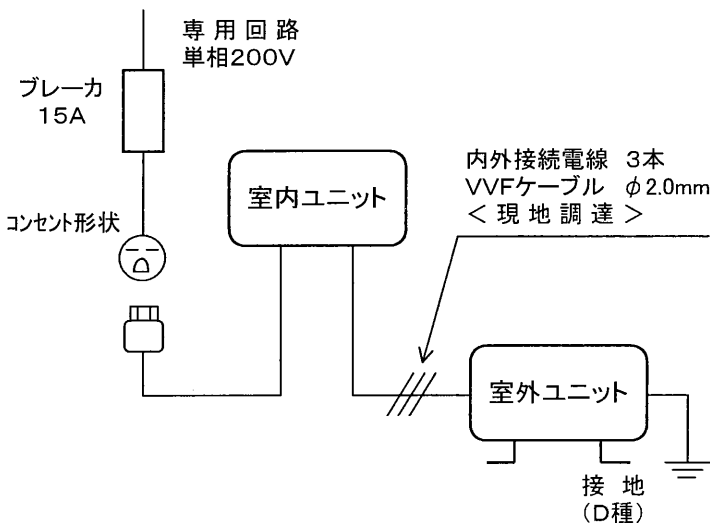 専用回路
単相200V
ブレーカ
15A
コンセント形状
室内ユニット
内外接続電線 3本
VVFケーブル φ2.0mm
＜現地調達＞
室外ユニット
接地
（D種）